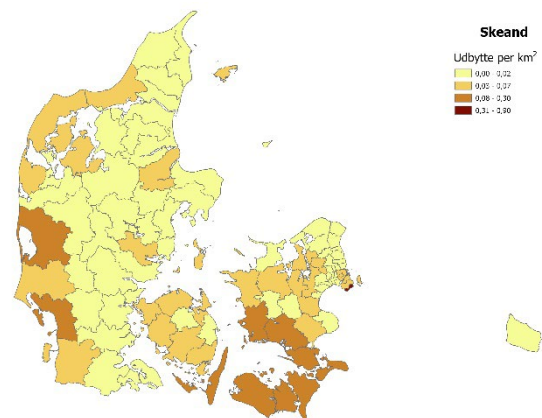 Skeand
Udbytte per km²
0,00 - 0,02
0,03 - 0,07
0,08 - 0,30
0,31 - 0,90